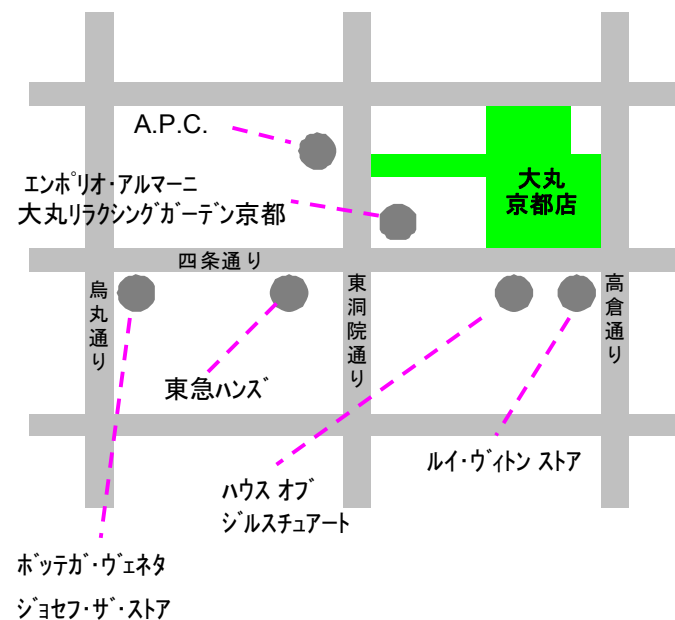 A.P.C.
エンポリオ・アルマーニ
大丸リラクシングガーデン京都
大丸
京都店
四条通り
烏丸通り
東洞院通り
高倉通り
東急ハンズ
ルイ・ヴィトン ストア
ハウス オブ
ジルスチュアート
ボッテガ・ヴェネタ
ジョセフ・ザ・ストア